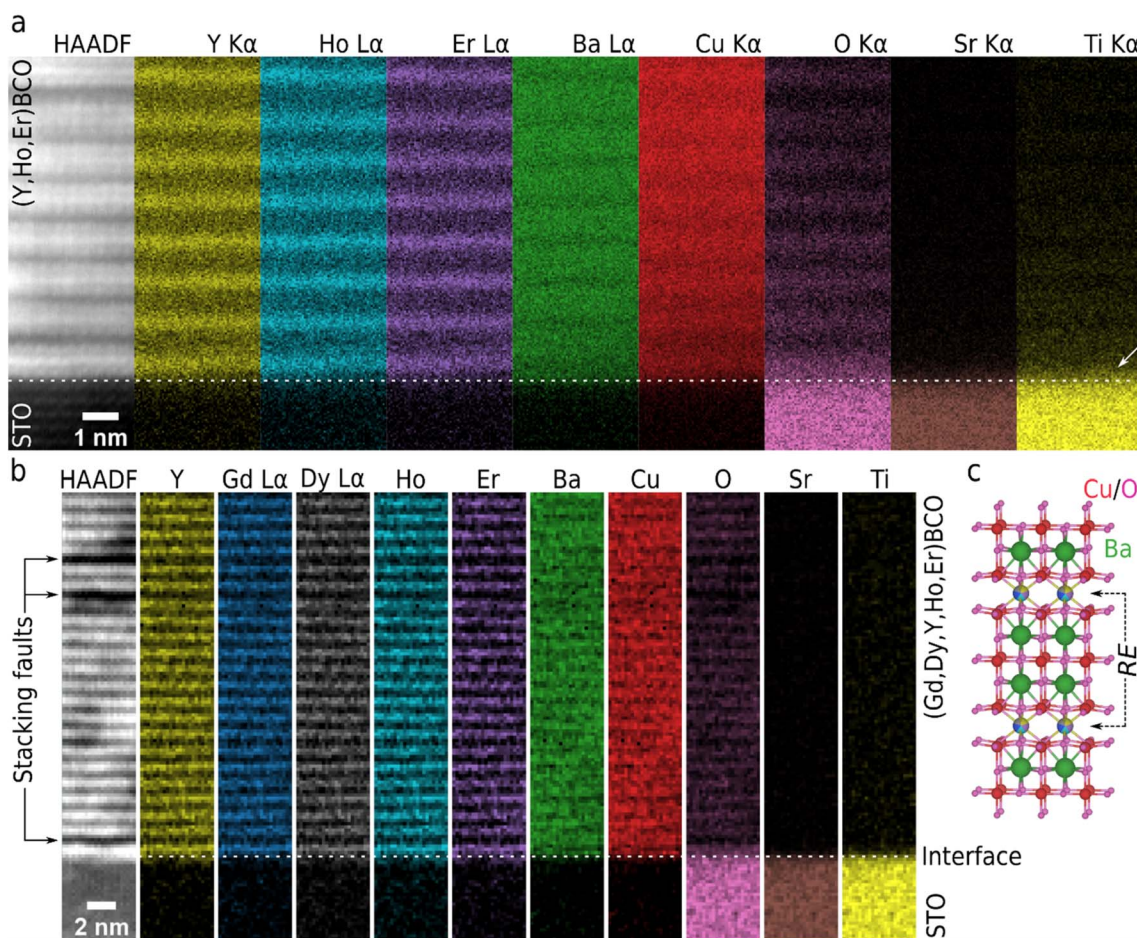 a
HAADF Y Kα Ho Lα Er Lα Ba Lα Cu Kα O Kα Sr Kα Ti Kα
(Y,Ho,Er)BCO
STO
1 nm
b
HAADF Y Gd Lα Dy Lα Ho Er Ba Cu O Sr Ti
Stacking faults
2 nm
(Gd,Dy,Y,Ho,Er)BCO
Interface
STO
c
Cu/O
Ba
RE